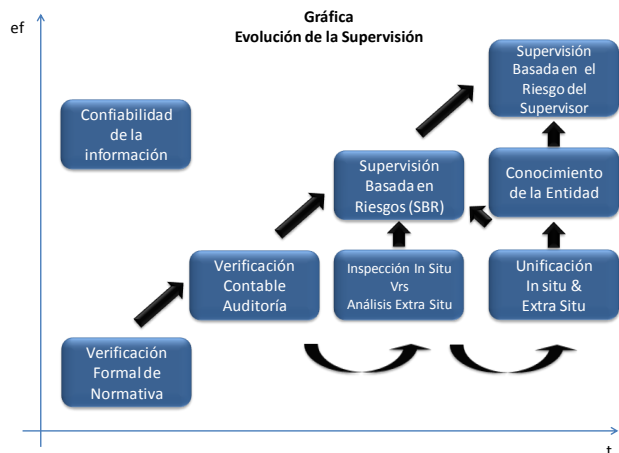 Gráfica
Evolución de la Supervisión
ef
Supervisión
Basada en el
Riesgo del
Supervisor
Confiabilidad
de la
información
Supervisión
Basada en
Riesgos (SBR)
Conocimiento
de la Entidad
Verificación
Contable
Auditoría
Inspección In Situ
Vrs
Análisis Extra Situ
Unificación
In situ &
Extra Situ
Verificación
Formal de
Normativa
t